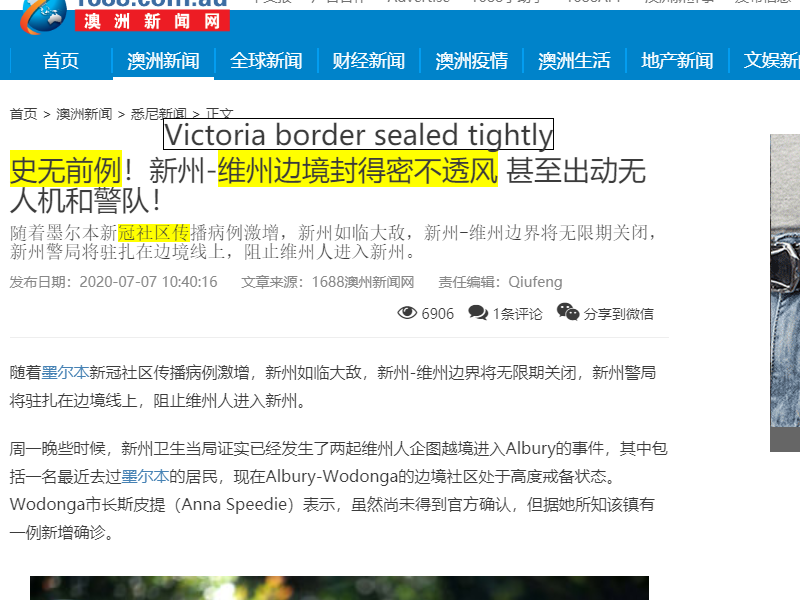 1688.com.au
澳洲新闻网
首页 澳洲新闻 全球新闻 财经新闻 澳洲疫情 澳洲生活 地产新闻 文娱新
首页 > 澳洲新闻 > 悉尼新闻 > 正文
Victoria border sealed tightly
史无前例！新州-维州边境封得密不透风 甚至出动无
人机和警队！
随着墨尔本新冠社区传播病例激增，新州如临大敌，新州-维州边界将无限期关闭，
新州警局将驻扎在边境线上，阻止维州人进入新州。
发布日期：2020-07-07 10:40:16 文章来源：1688澳洲新闻网 责任编辑：Qiufeng
6906 1条评论 分享到微信
随着墨尔本新冠社区传播病例激增，新州如临大敌，新州-维州边界将无限期关闭，新州警局
将驻扎在边境线上，阻止维州人进入新州。
周一晚些时候，新州卫生当局证实已经发生了两起维州人企图越境进入Albury的事件，其中包
括一名最近去过墨尔本的居民，现在Albury-Wodonga的边境社区处于高度戒备状态。
Wodonga市长斯皮提（Anna Speedie）表示，虽然尚未得到官方确认，但据她所知该镇有
一例新增确诊。